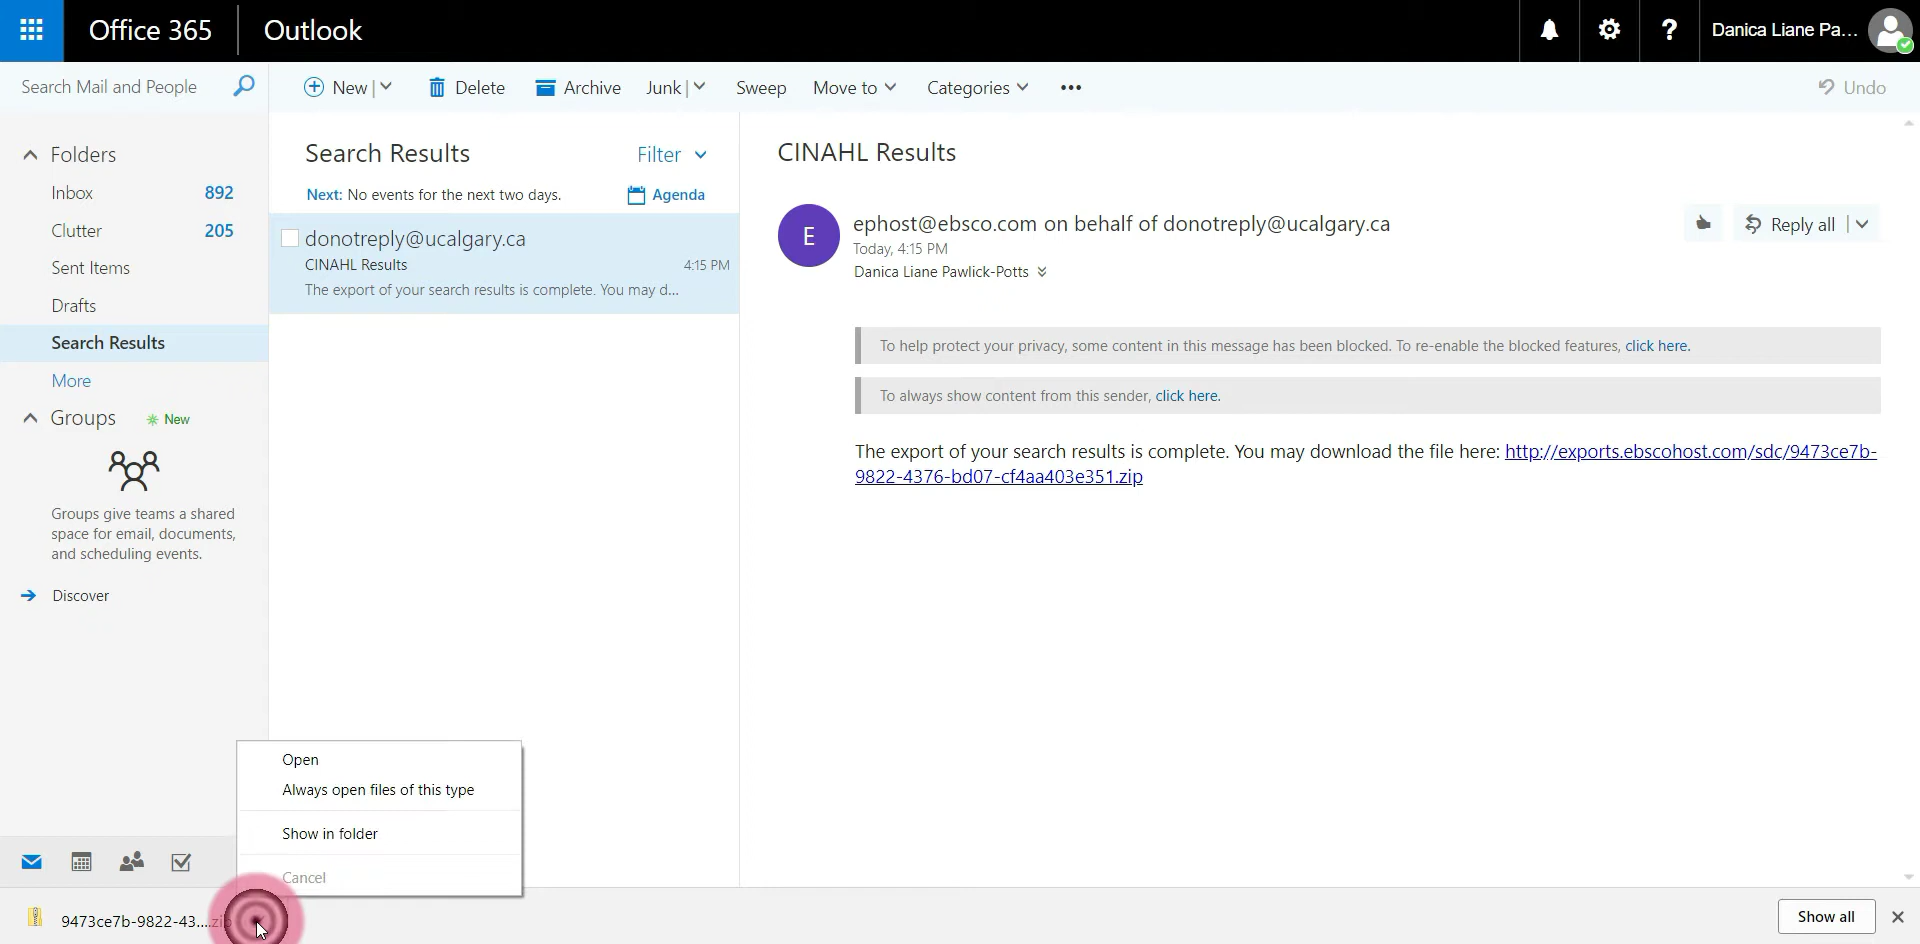 Office 365 Outlook Danica Liane Pa...
Search Mail and People New Delete Archive Junk Sweep Move to Categories ••• Undo
Folders
Inbox 892
Clutter 205
Sent Items
Drafts
Search Results
More
Groups New
Groups give teams a shared
space for email, documents,
and scheduling events.
Discover
Search Results Filter
Next: No events for the next two days. Agenda
donotreply@ucalgary.ca
CINAHL Results 4:15 PM
The export of your search results is complete. You may d...
CINAHL Results
E
ephost@ebsco.com on behalf of donotreply@ucalgary.ca
Today, 4:15 PM
Danica Liane Pawlick-Potts
Reply all
To help protect your privacy, some content in this message has been blocked. To re-enable the blocked features, click here.
To always show content from this sender, click here.
The export of your search results is complete. You may download the file here: http://exports.ebscohost.com/sdc/9473ce7b-
9822-4376-bd07-cf4aa403e351.zip
Open
Always open files of this type
Show in folder
Cancel
9473ce7b-9822-43....zip
Show all